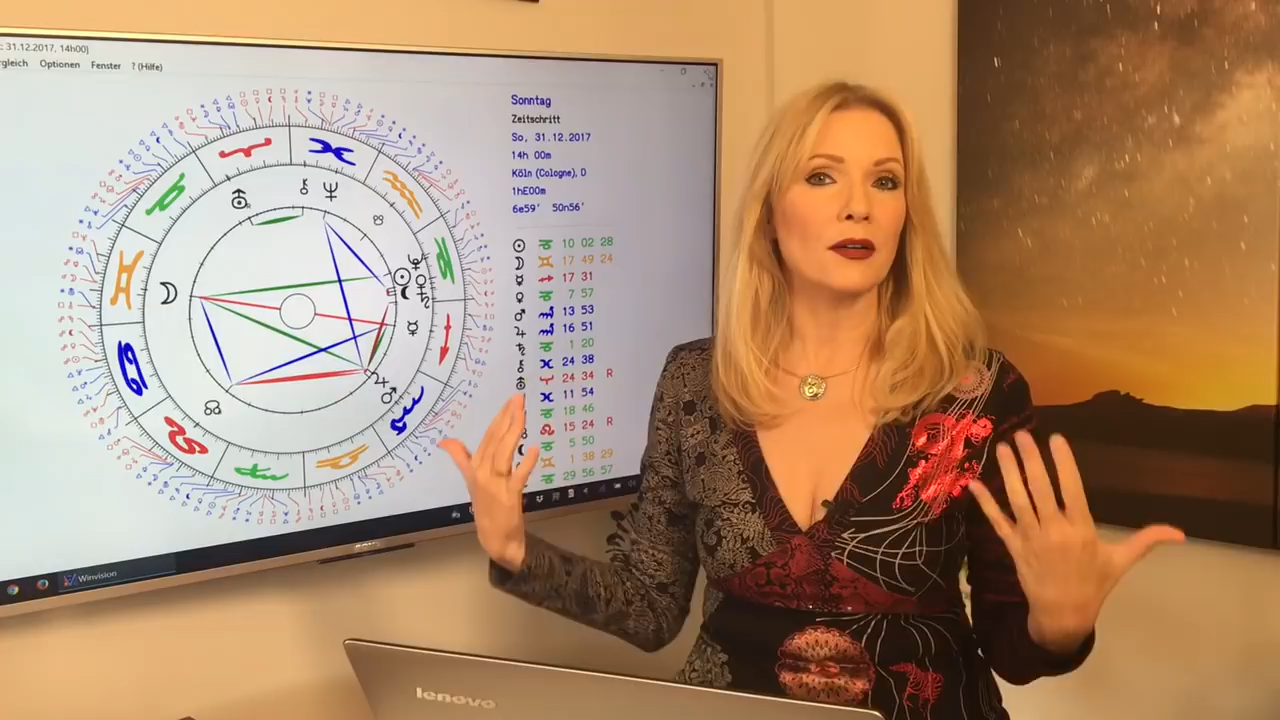 : 31.12.2017, 14h00)
rgleich Optionen Fenster ? (Hilfe)
Sonntag
Zeitschritt
So, 31.12.2017
14h 00m
Köln (Cologne), D
1hE00m
6e59' 50n56'
10 02 28
17 49 24
17 31
7 57
13 53
16 51
1 20
24 38
24 34 R
11 54
18 46
15 24 R
5 50
1 38 29
29 56 57
Winvision
lenovo